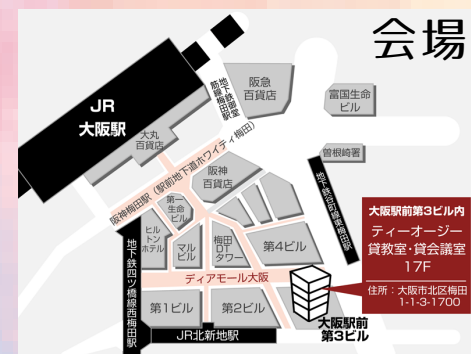 会場
JR
大阪駅
大丸
百貨店
地下鉄御堂
筋線梅田駅
阪急
百貨店
富国生命
ビル
曽根崎署
阪神梅田駅（駅前地下道ホワイティ梅田）
阪神
百貨店
第一
生命
ビル
ヒル
トン
ホテル
マル
ビル
梅田
DT
タワー
第4ビル
地下鉄谷町線東梅田駅
地下鉄四ツ橋線西梅田駅
ディアモール大阪
第1ビル
第2ビル
JR北新地駅
大阪駅前
第3ビル
大阪駅前第3ビル内
ティーオージー
貸教室・貸会議室
17F
住所：大阪市北区梅田
1-1-3-1700